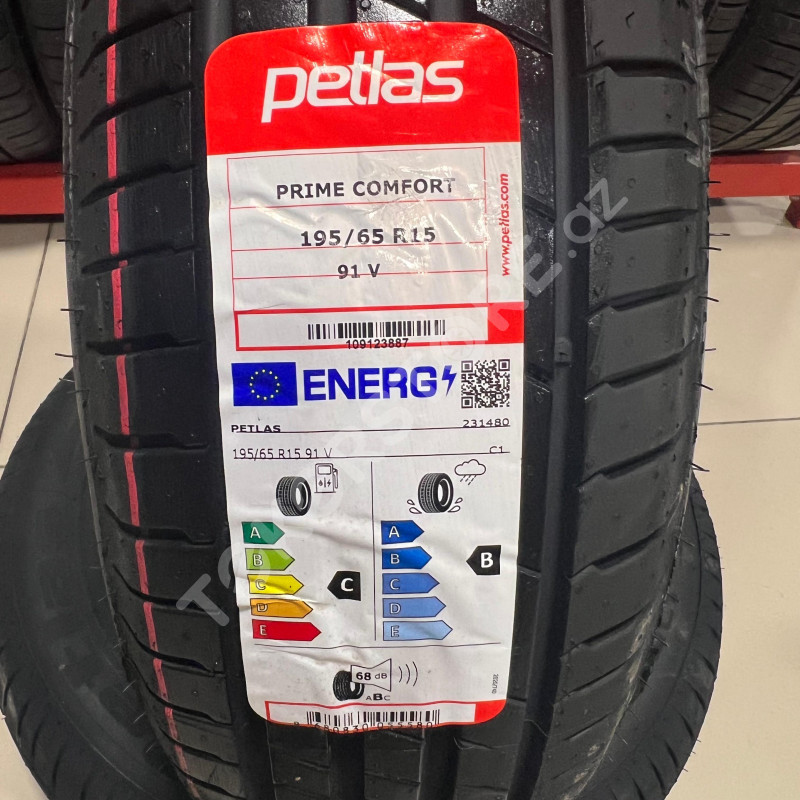 petlas
PRIME COMFORT
195/65 R15
91 V
www.petlas.com
109123887
ENERG
PETLAS 231480
195/65 R15 91 V C1
A A
B B B
C C C
D D
E E
68 dB
ABC